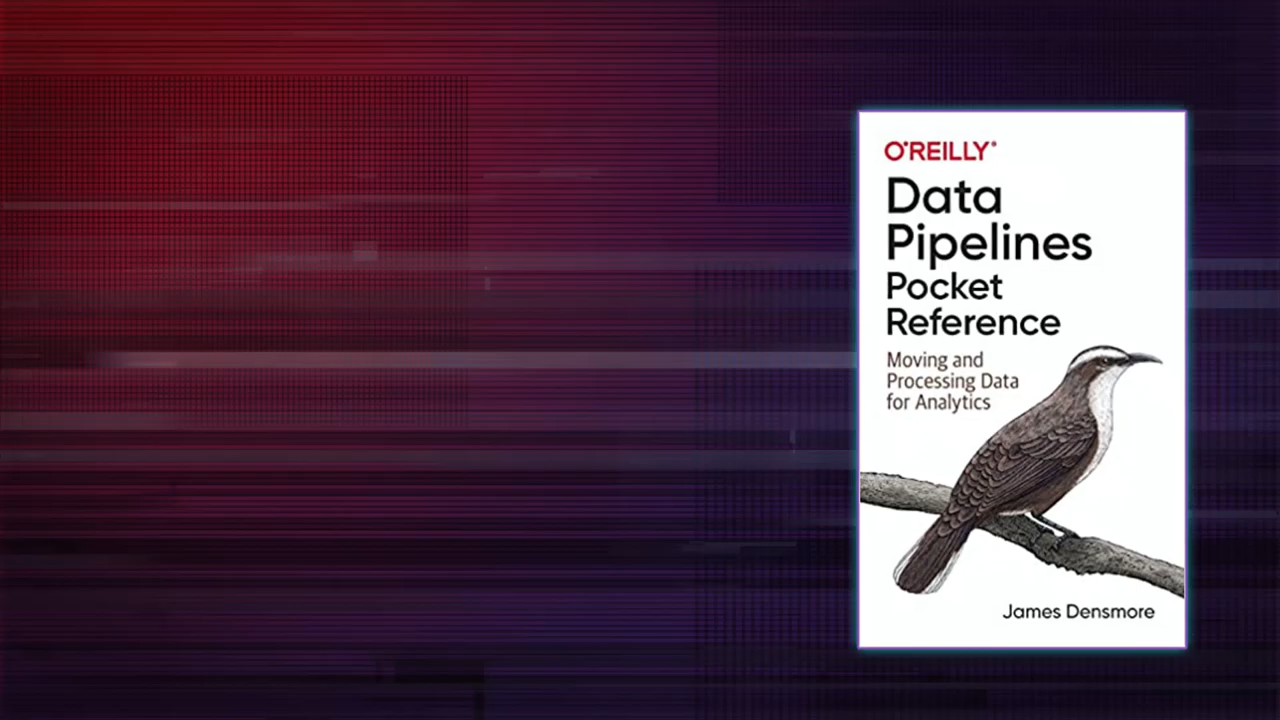 O'REILLY®
Data
Pipelines
Pocket
Reference
Moving and
Processing Data
for Analytics
James Densmore